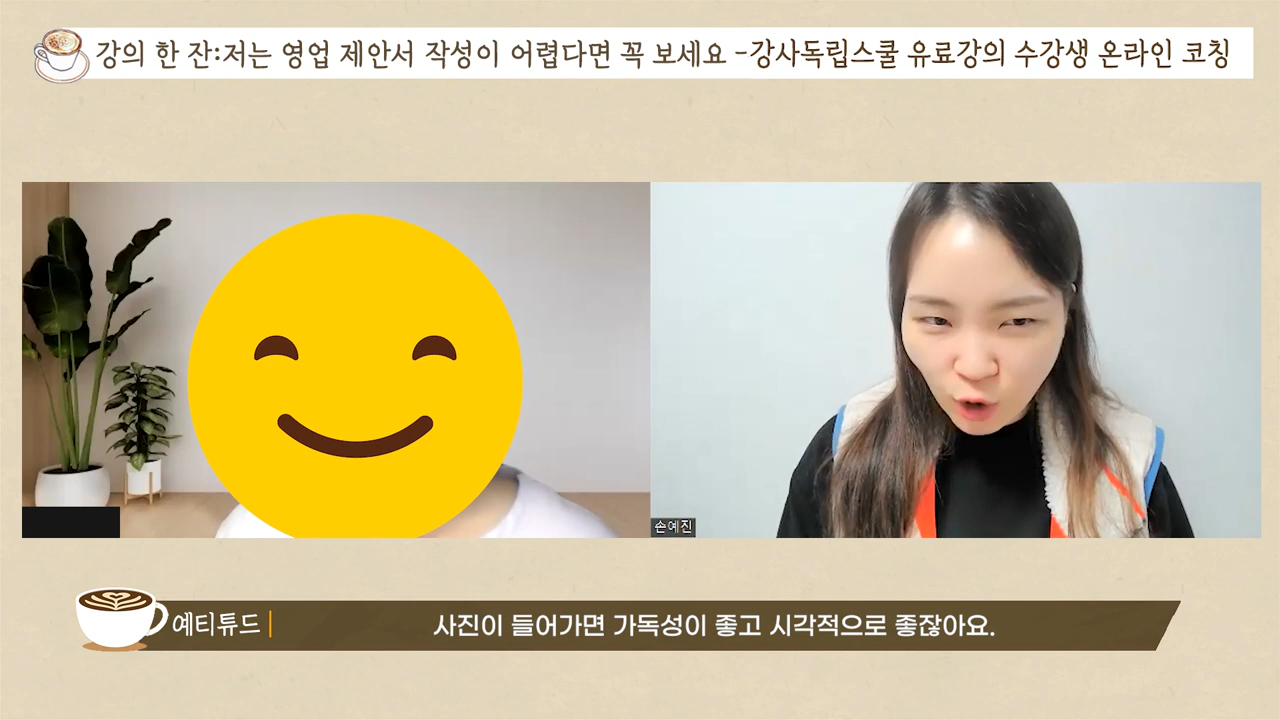 강의 한 잔:저는 영업 제안서 작성이 어렵다면 꼭 보세요 -강사독립스쿨 유료강의 수강생 온라인 코칭
손예진
예티튜드
사진이 들어가면 가독성이 좋고 시각적으로 좋잖아요.